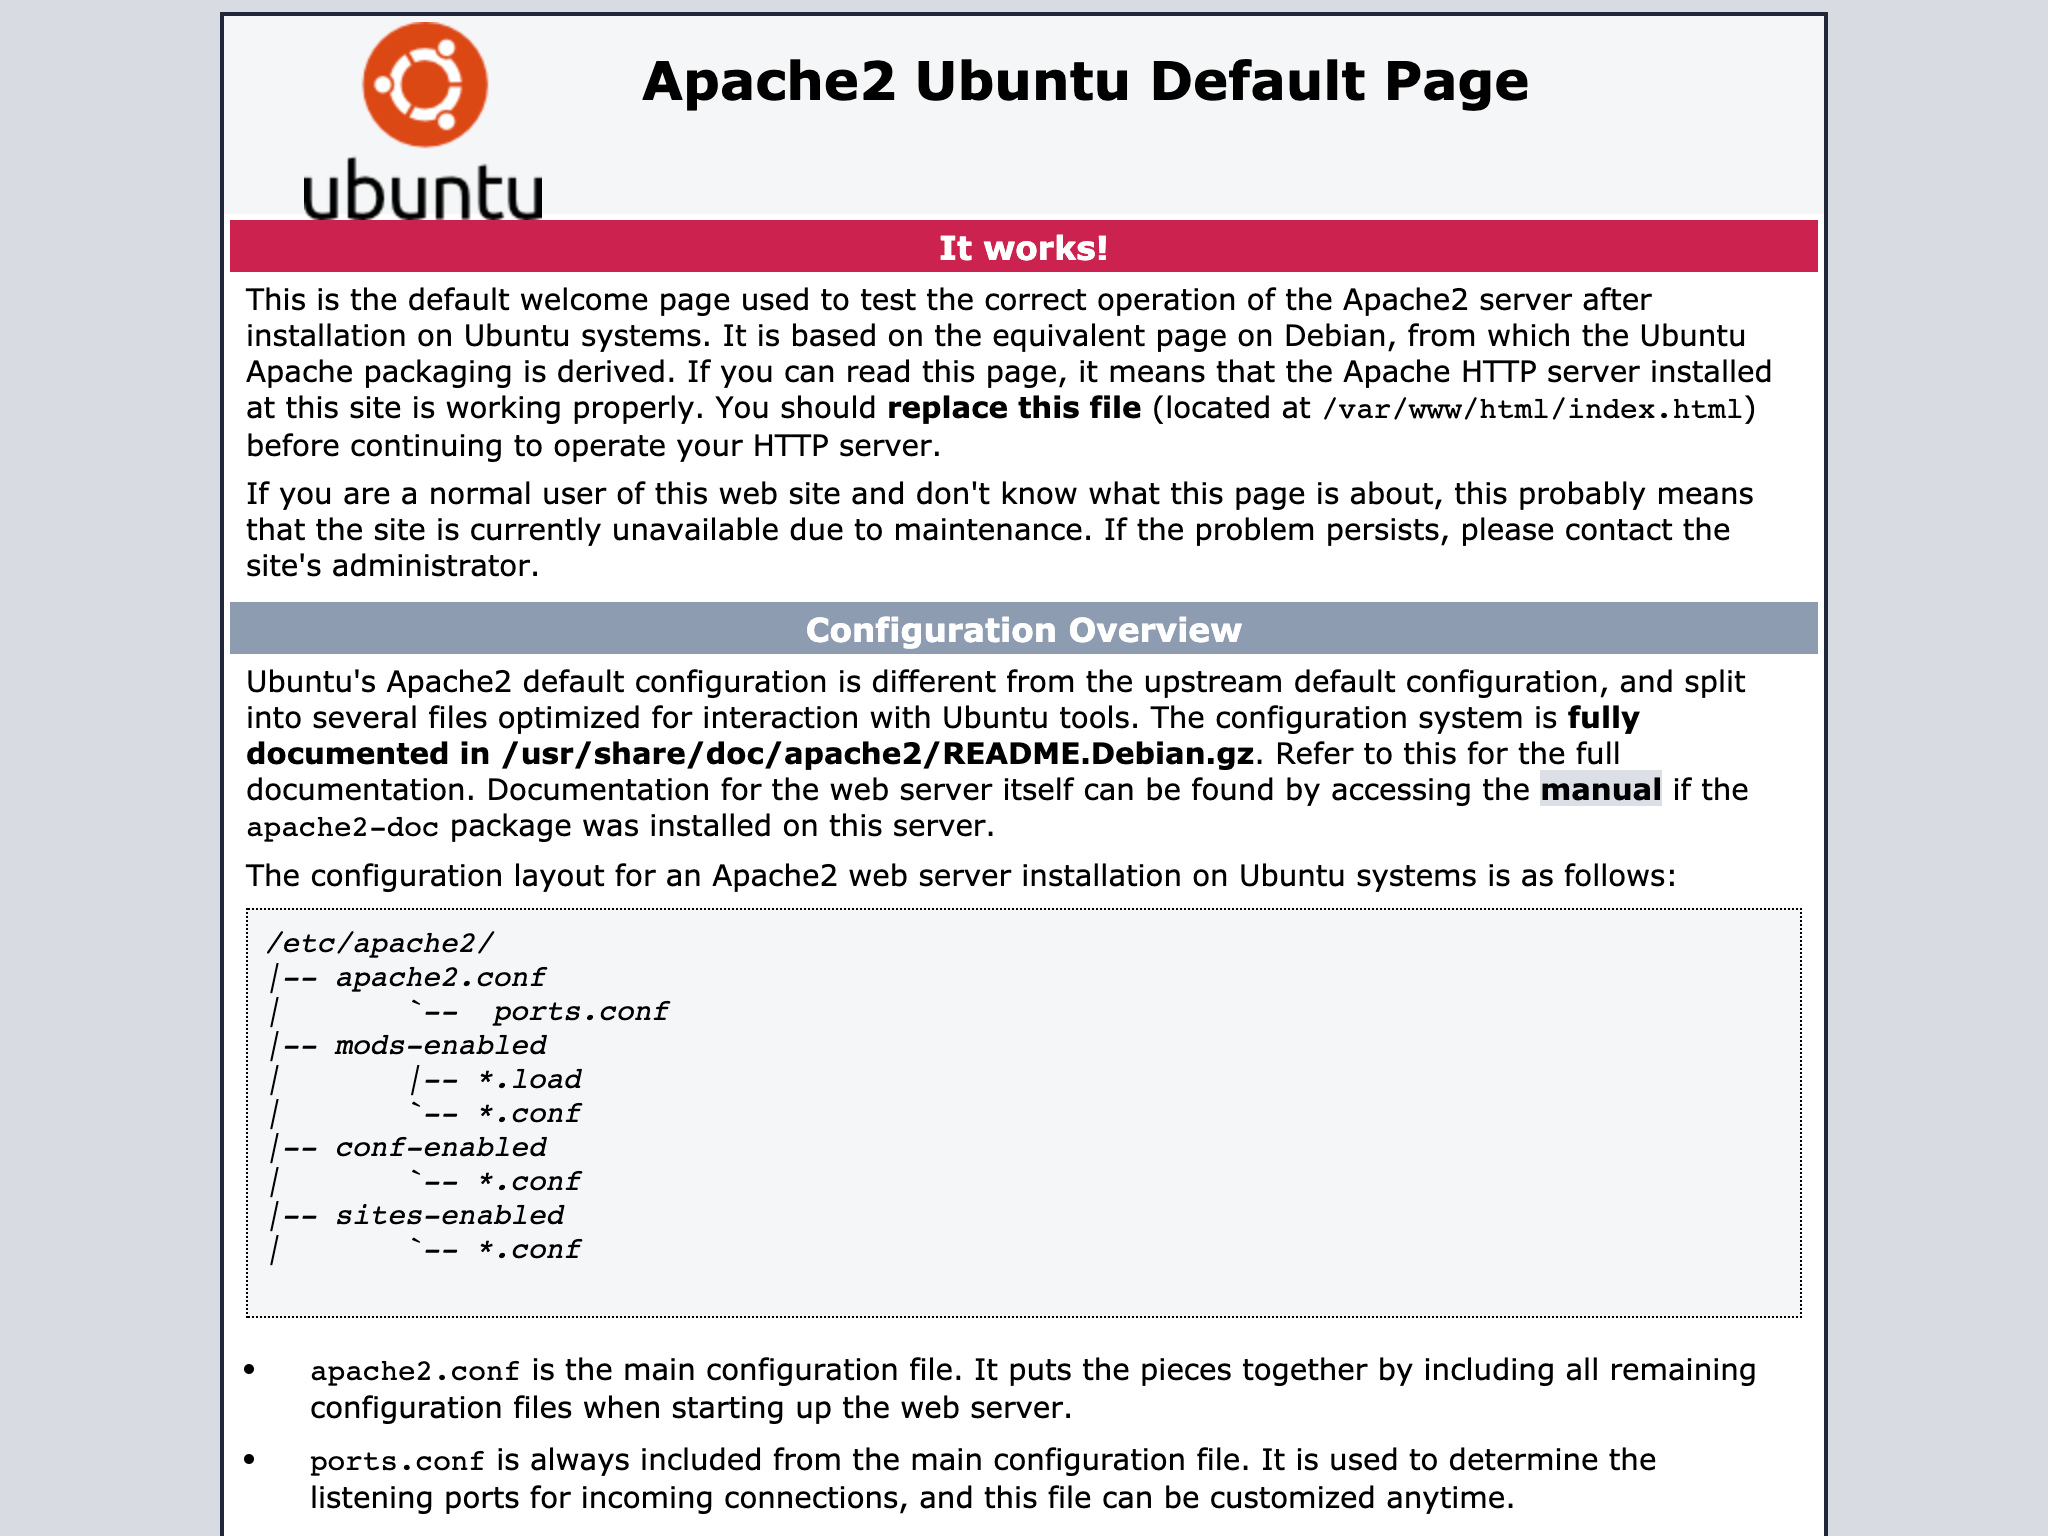 ubuntu
Apache2 Ubuntu Default Page
It works!
This is the default welcome page used to test the correct operation of the Apache2 server after
installation on Ubuntu systems. It is based on the equivalent page on Debian, from which the Ubuntu
Apache packaging is derived. If you can read this page, it means that the Apache HTTP server installed
at this site is working properly. You should replace this file (located at /var/www/html/index.html)
before continuing to operate your HTTP server.
If you are a normal user of this web site and don't know what this page is about, this probably means
that the site is currently unavailable due to maintenance. If the problem persists, please contact the
site's administrator.
Configuration Overview
Ubuntu's Apache2 default configuration is different from the upstream default configuration, and split
into several files optimized for interaction with Ubuntu tools. The configuration system is fully
documented in /usr/share/doc/apache2/README.Debian.gz. Refer to this for the full
documentation. Documentation for the web server itself can be found by accessing the manual if the
apache2-doc package was installed on this server.
The configuration layout for an Apache2 web server installation on Ubuntu systems is as follows:
/etc/apache2/
|-- apache2.conf
|       `--  ports.conf
|-- mods-enabled
|       |-- *.load
|       `-- *.conf
|-- conf-enabled
|       `-- *.conf
|-- sites-enabled
|       `-- *.conf
• apache2.conf is the main configuration file. It puts the pieces together by including all remaining
configuration files when starting up the web server.
• ports.conf is always included from the main configuration file. It is used to determine the
listening ports for incoming connections, and this file can be customized anytime.